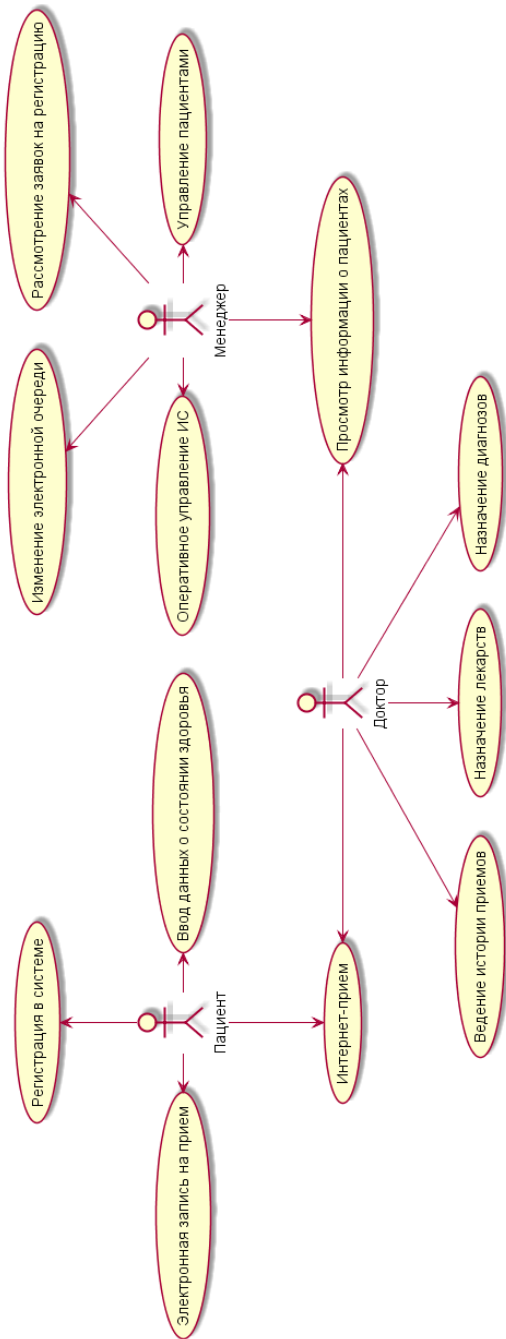 Регистрация в системе
Изменение электронной очереди
Рассмотрение заявок на регистрацию
Электронная запись на прием
Пациент
Ввод данных о состоянии здоровья
Оперативное управление ИС
Менеджер
Управление пациентами
Интернет-прием
Доктор
Просмотр информации о пациентах
Ведение истории приемов
Назначение лекарств
Назначение диагнозов